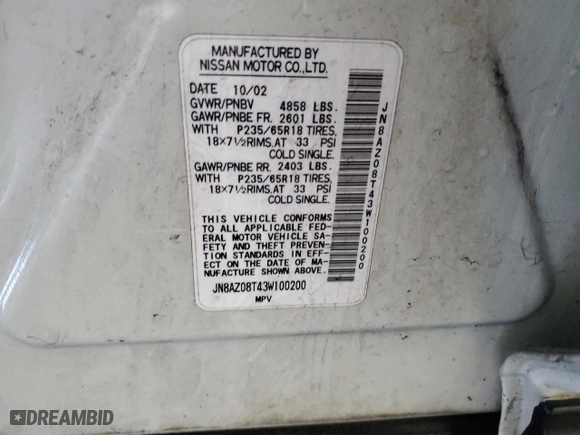 MANUFACTURED BY
NISSAN MOTOR CO.,LTD.
DATE 10/02
GVWR/PNBV 4858 LBS.
GAWR/PNBE FR. 2601 LBS.
WITH P235/65R18 TIRES,
18×7½RIMS,AT 33 PSI
COLD SINGLE.
GAWR/PNBE RR. 2403 LBS.
WITH P235/65R18 TIRES,
18×7½RIMS,AT 33 PSI
COLD SINGLE.
THIS VEHICLE CONFORMS
TO ALL APPLICABLE FED-
ERAL MOTOR VEHICLE SA-
FETY AND THEFT PREVEN-
TION STANDARDS IN EFF-
ECT ON THE DATE OF MA-
NUFACTURE SHOWN ABOVE.
JN8AZ08T43W100200
MPV
JN8AZ08T43W100200
DREAMBID